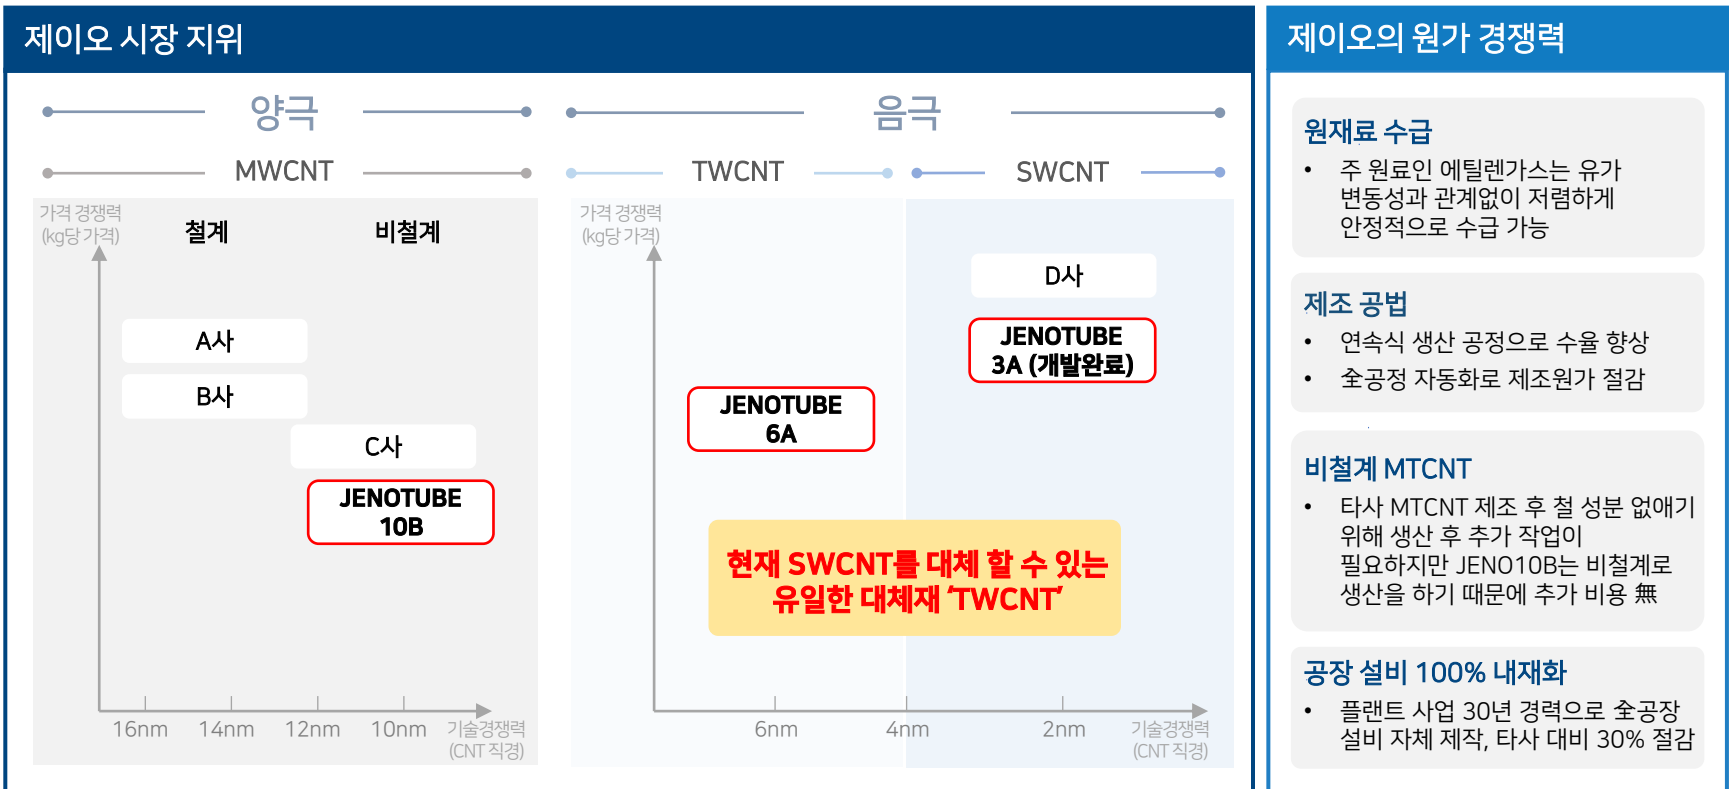 제이오 시장 지위
양극
음극
MWCNT
TWCNT
SWCNT
가격 경쟁력
(kg당 가격)
철계
비철계
A사
B사
C사
JENOTUBE
10B
16nm
14nm
12nm
10nm
기술경쟁력
(CNT 직경)
가격 경쟁력
(kg당 가격)
D사
JENOTUBE
3A (개발완료)
JENOTUBE
6A
현재 SWCNT를 대체 할 수 있는
유일한 대체재 ‘TWCNT’
6nm
4nm
2nm
기술경쟁력
(CNT 직경)
제이오의 원가 경쟁력
원재료 수급
• 주 원료인 에틸렌가스는 유가
변동성과 관계없이 저렴하게
안정적으로 수급 가능
제조 공법
• 연속식 생산 공정으로 수율 향상
• 全공정 자동화로 제조원가 절감
비철계 MTCNT
• 타사 MTCNT 제조 후 철 성분 없애기
위해 생산 후 추가 작업이
필요하지만 JENO10B는 비철계로
생산을 하기 때문에 추가 비용 無
공장 설비 100% 내재화
• 플랜트 사업 30년 경력으로 全공장
설비 자체 제작, 타사 대비 30% 절감